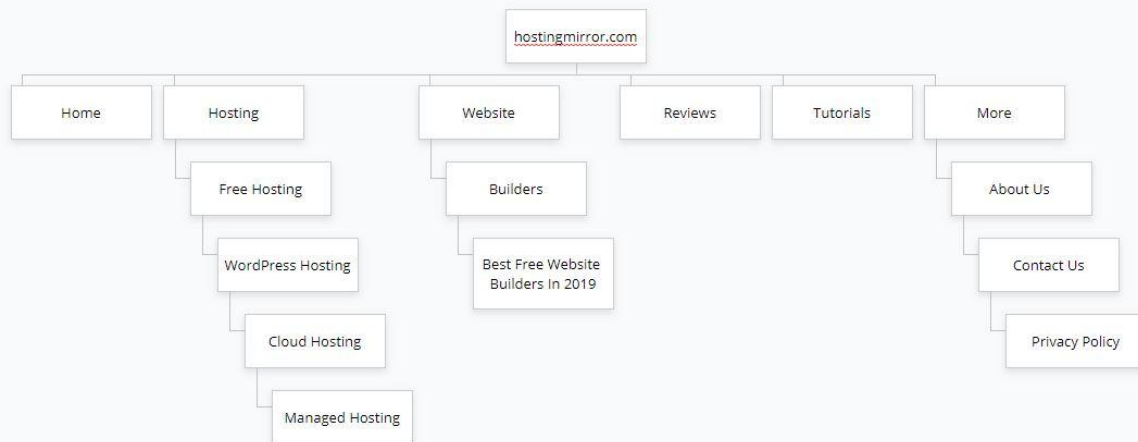 hostingmirror.com
Home
Hosting
Website
Reviews
Tutorials
More
Free Hosting
Builders
About Us
WordPress Hosting
Best Free Website
Builders In 2019
Contact Us
Cloud Hosting
Privacy Policy
Managed Hosting